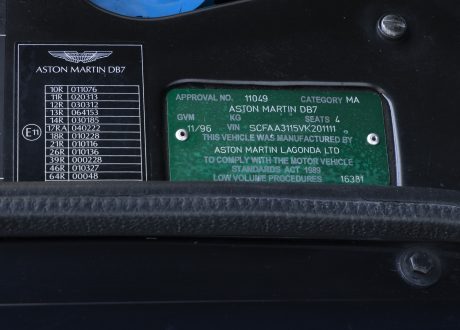 ASTON MARTIN
ASTON MARTIN DB7
10R 011076
11R 020313
12R 030312
13R 064153
14R 030185
17RA 040222
18R 010228
21R 010116
26R 010136
39R 000228
46R 010327
64R 00048
E11
APPROVAL NO. 11049 CATEGORY MA
ASTON MARTIN DB7
GVM KG SEATS 4
11/96 VIN SCFAA3115VK201111
THIS VEHICLE WAS MANUFACTURED BY
ASTON MARTIN LAGONDA LTD
TO COMPLY WITH THE MOTOR VEHICLE
STANDARDS ACT 1989
LOW VOLUME PROCEDURES 16381